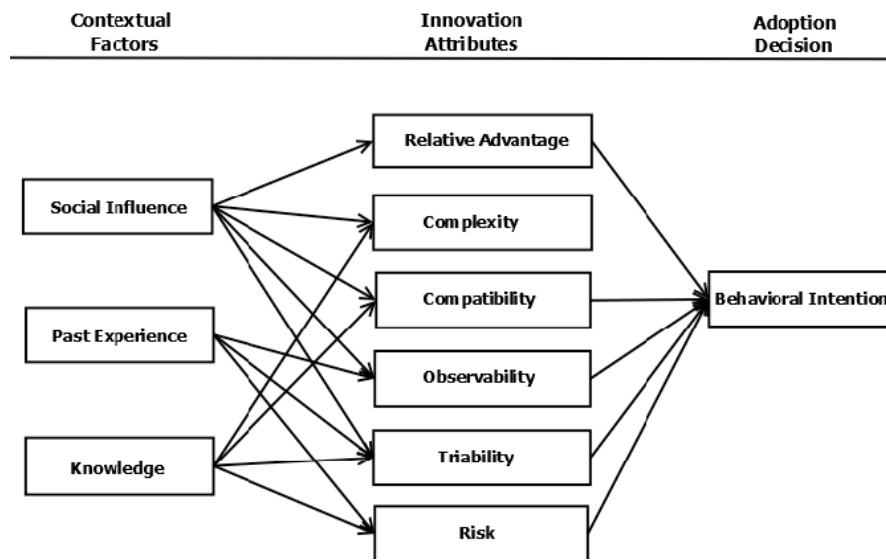 Contextual
Factors
Innovation
Attributes
Adoption
Decision
Relative Advantage
Social Influence
Complexity
Compatibility
Behavioral Intention
Past Experience
Observability
Knowledge
Triability
Risk